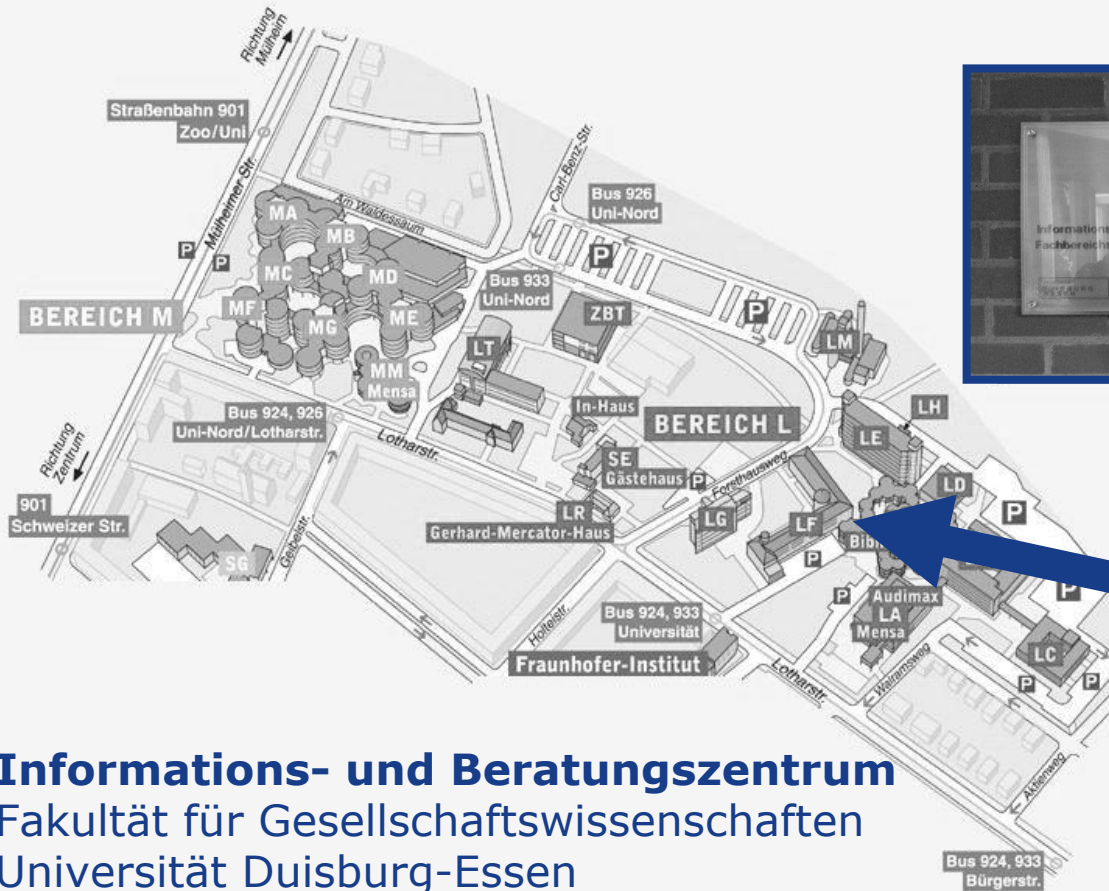 Richtung
Mülheim
Straßenbahn 901
Zoo/Uni
Mülheimer Str.
Am Waldessaum
Carl-Benz-Str.
Bus 926
Uni-Nord
Informations
Fachbereichs
MA
MB
MC
MD
MF
MG
ME
MM
Mensa
P
P
P
P
BEREICH M
Bus 933
Uni-Nord
ZBT
LT
LM
In-Haus
BEREICH L
LH
LE
LD
Bus 924, 926
Uni-Nord/Lotharstr.
Lotharstr.
Richtung
Zentrum
SE
Gästehaus
P
Forsthausweg
LG
LF
P
901
Schweizer Str.
SG
Geibelstr.
LR
Gerhard-Mercator-Haus
P
P
P
Audimax
LA
Mensa
LC
P
P
Bus 924, 933
Universität
Holteistr.
Fraunhofer-Institut
Lotharstr.
Walramsweg
Aktienweg
Informations- und Beratungszentrum
Fakultät für Gesellschaftswissenschaften
Universität Duisburg-Essen
Bus 924, 933
Bürgerstr.